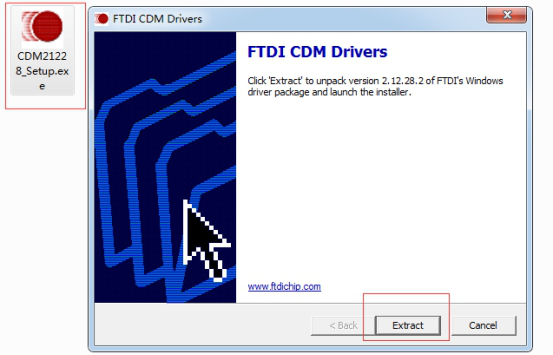 CDM2122
8_Setup.ex
e
FTDI CDM Drivers
FTDI CDM Drivers
Click 'Extract' to unpack version 2.12.28.2 of FTDI's Windows
driver package and launch the installer.
www.ftdichip.com
< Back
Extract
Cancel